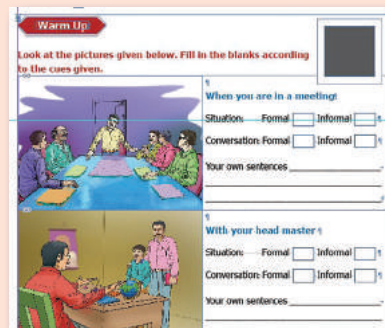 Warm Up
Look at the pictures given below. Fill in the blanks according
to the cues given.
When you are in a meeting
Situation: Formal Informal
Conversation: Formal Informal
Your own sentences
With your head master
Situation: Formal Informal
Conversation: Formal Informal
Your own sentences